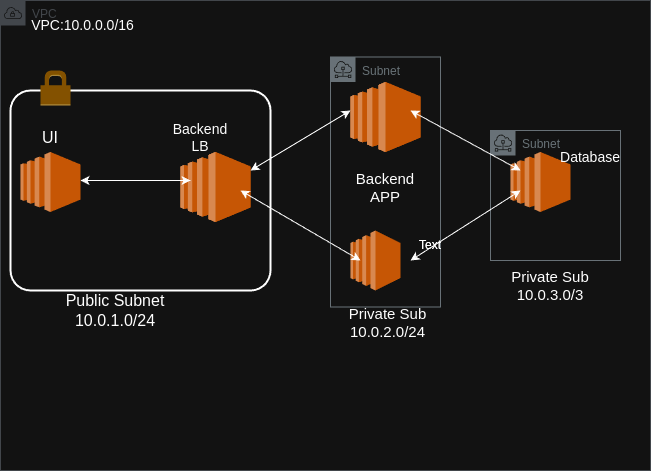 VPC
VPC:10.0.0.0/16
Subnet
UI
Backend
LB
Backend
APP
Subnet
Database
Text
Public Subnet
10.0.1.0/24
Private Sub
10.0.2.0/24
Private Sub
10.0.3.0/3